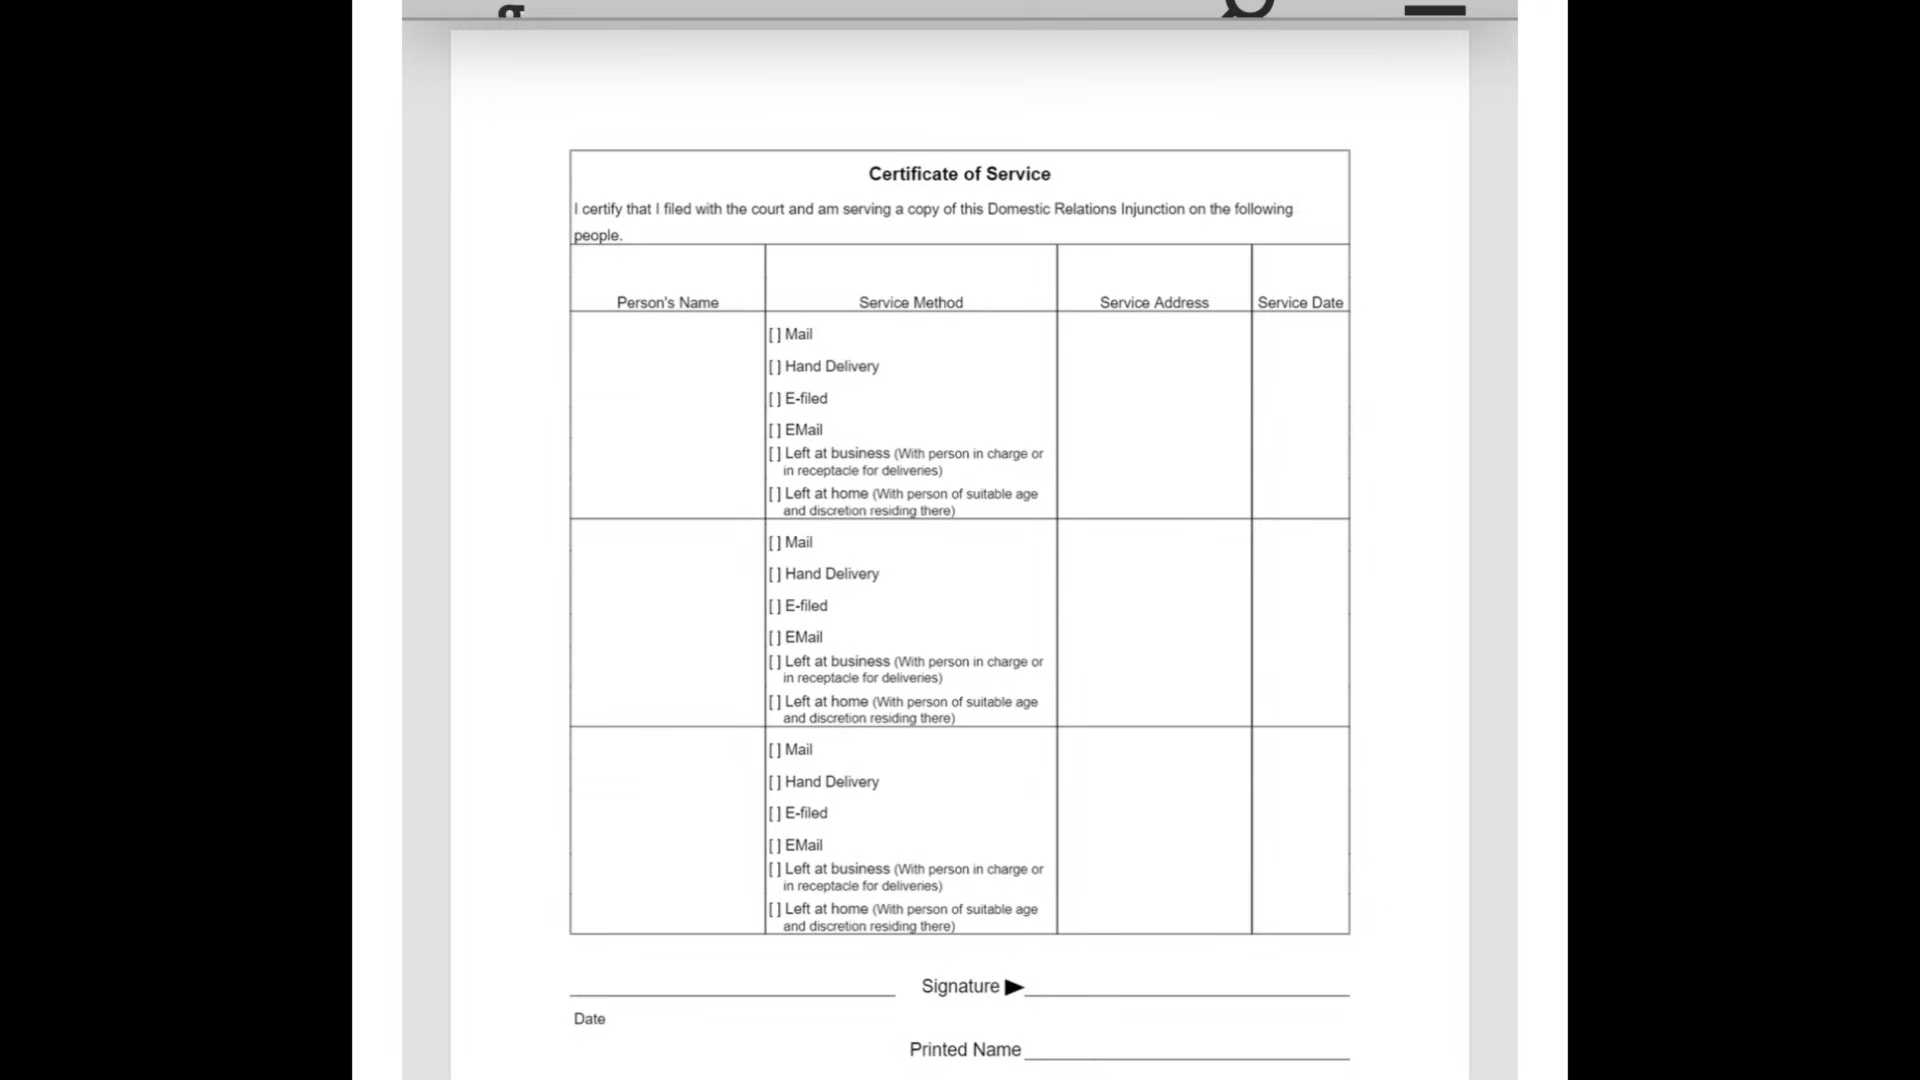 Certificate of Service
I certify that I filed with the court and am serving a copy of this Domestic Relations Injunction on the following
people.
Person's Name Service Method Service Address Service Date
[ ] Mail
[ ] Hand Delivery
[ ] E-filed
[ ] EMail
[ ] Left at business (With person in charge or
in receptacle for deliveries)
[ ] Left at home (With person of suitable age
and discretion residing there)
[ ] Mail
[ ] Hand Delivery
[ ] E-filed
[ ] EMail
[ ] Left at business (With person in charge or
in receptacle for deliveries)
[ ] Left at home (With person of suitable age
and discretion residing there)
[ ] Mail
[ ] Hand Delivery
[ ] E-filed
[ ] EMail
[ ] Left at business (With person in charge or
in receptacle for deliveries)
[ ] Left at home (With person of suitable age
and discretion residing there)
Signature ▶
Date
Printed Name